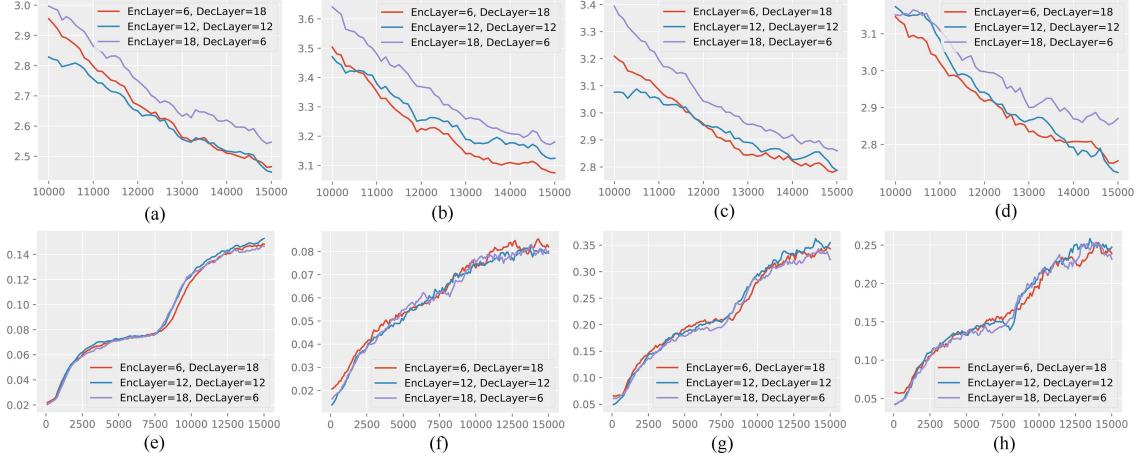 3.0
2.9
2.8
2.7
2.6
2.5
EncLayer=6, DecLayer=18
EncLayer=12, DecLayer=12
EncLayer=18, DecLayer=6
10000 11000 12000 13000 14000 15000
(a)
3.6
3.5
3.4
3.3
3.2
3.1
EncLayer=6, DecLayer=18
EncLayer=12, DecLayer=12
EncLayer=18, DecLayer=6
10000 11000 12000 13000 14000 15000
(b)
3.4
3.3
3.2
3.1
3.0
2.9
2.8
EncLayer=6, DecLayer=18
EncLayer=12, DecLayer=12
EncLayer=18, DecLayer=6
10000 11000 12000 13000 14000 15000
(c)
3.1
3.0
2.9
2.8
EncLayer=6, DecLayer=18
EncLayer=12, DecLayer=12
EncLayer=18, DecLayer=6
10000 11000 12000 13000 14000 15000
(d)
0.14
0.12
0.10
0.08
0.06
0.04
0.02
EncLayer=6, DecLayer=18
EncLayer=12, DecLayer=12
EncLayer=18, DecLayer=6
0 2500 5000 7500 10000 12500 15000
(e)
0.08
0.07
0.06
0.05
0.04
0.03
0.02
EncLayer=6, DecLayer=18
EncLayer=12, DecLayer=12
EncLayer=18, DecLayer=6
0 2500 5000 7500 10000 12500 15000
(f)
0.35
0.30
0.25
0.20
0.15
0.10
0.05
EncLayer=6, DecLayer=18
EncLayer=12, DecLayer=12
EncLayer=18, DecLayer=6
0 2500 5000 7500 10000 12500 15000
(g)
0.25
0.20
0.15
0.10
0.05
EncLayer=6, DecLayer=18
EncLayer=12, DecLayer=12
EncLayer=18, DecLayer=6
0 2500 5000 7500 10000 12500 15000
(h)